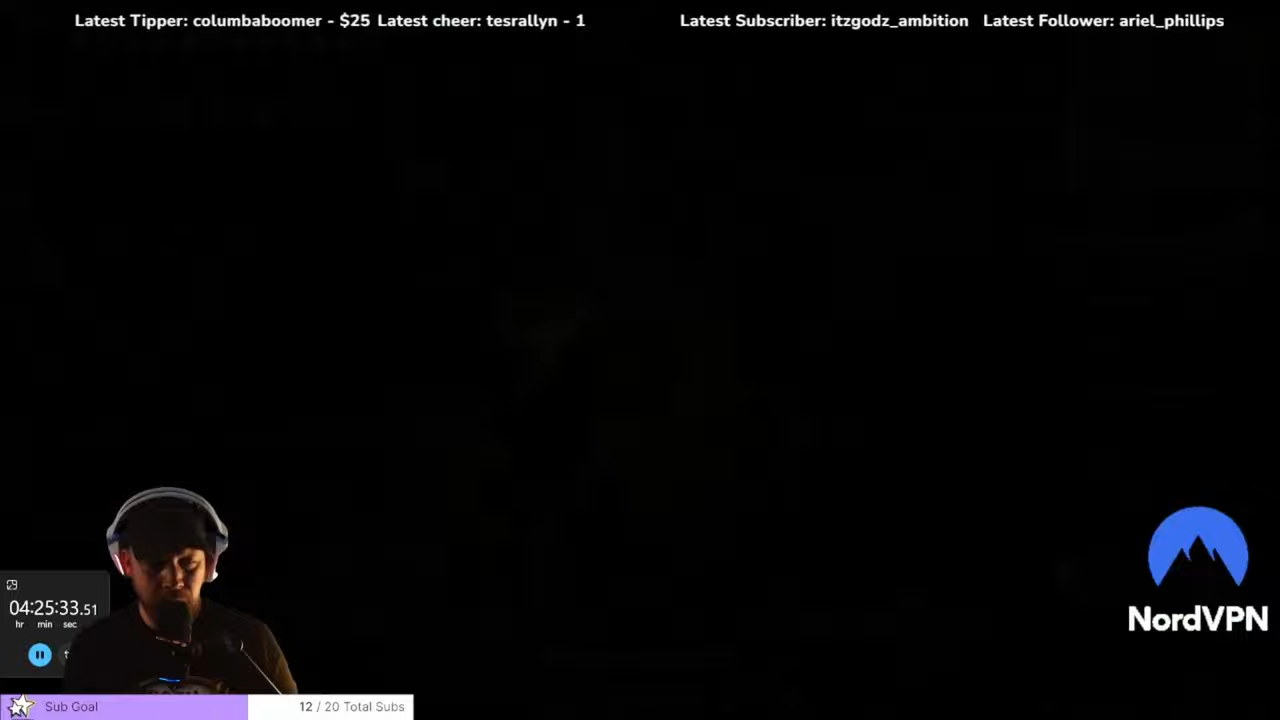 Latest Tipper: columbaboomer - $25 Latest cheer: tesrallyn - 1 Latest Subscriber: itzgodz_ambition Latest Follower: ariel_phillips
04:25:33.51
hr min sec
NordVPN
Sub Goal 12 / 20 Total Subs